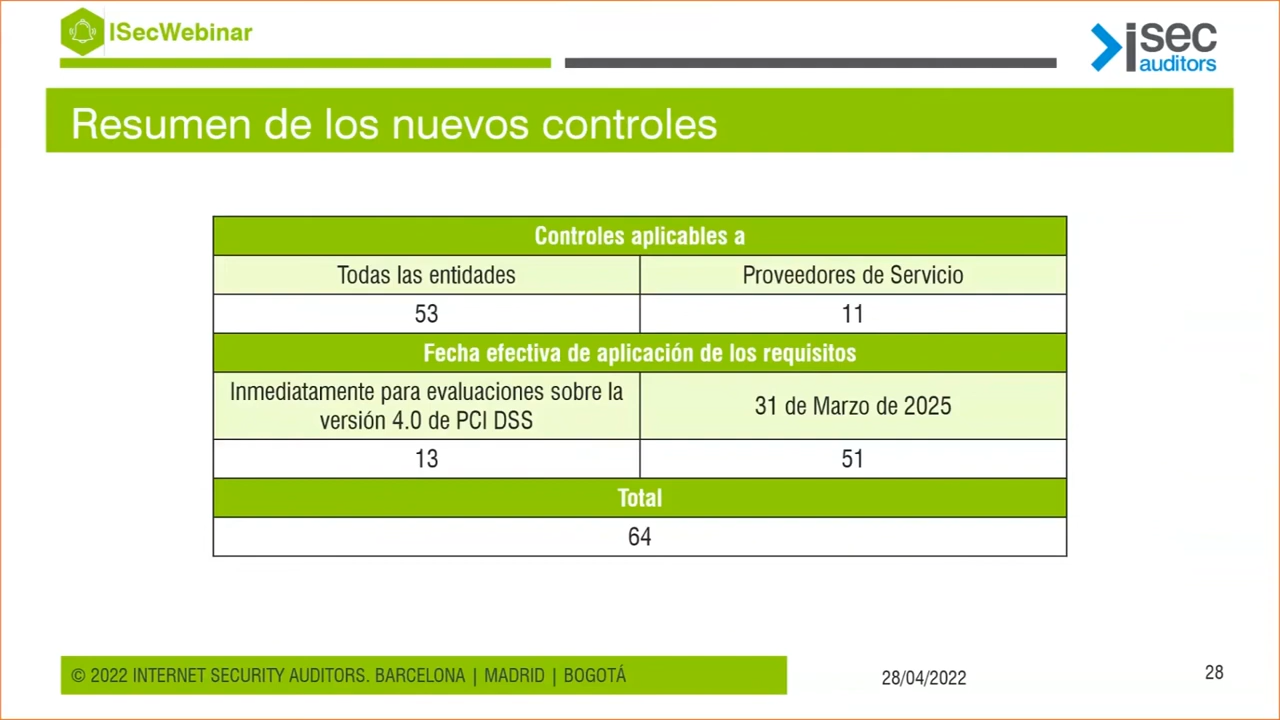 ISecWebinar
isec
auditors
Resumen de los nuevos controles
Controles aplicables a
Todas las entidades
Proveedores de Servicio
53
11
Fecha efectiva de aplicación de los requisitos
Inmediatamente para evaluaciones sobre la
versión 4.0 de PCI DSS
31 de Marzo de 2025
13
51
Total
64
© 2022 INTERNET SECURITY AUDITORS. BARCELONA | MADRID | BOGOTÁ
28/04/2022
28